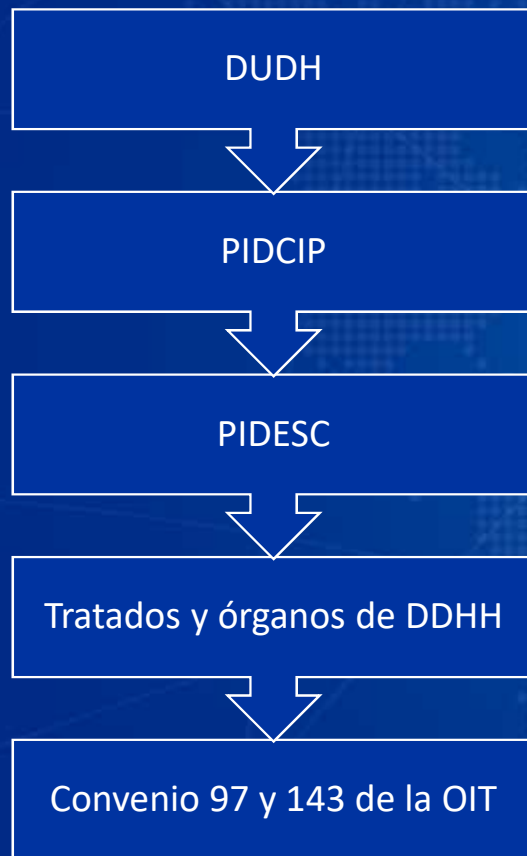 DUDH
PIDCIP
PIDESC
Tratados y órganos de DDHH
Convenio 97 y 143 de la OIT